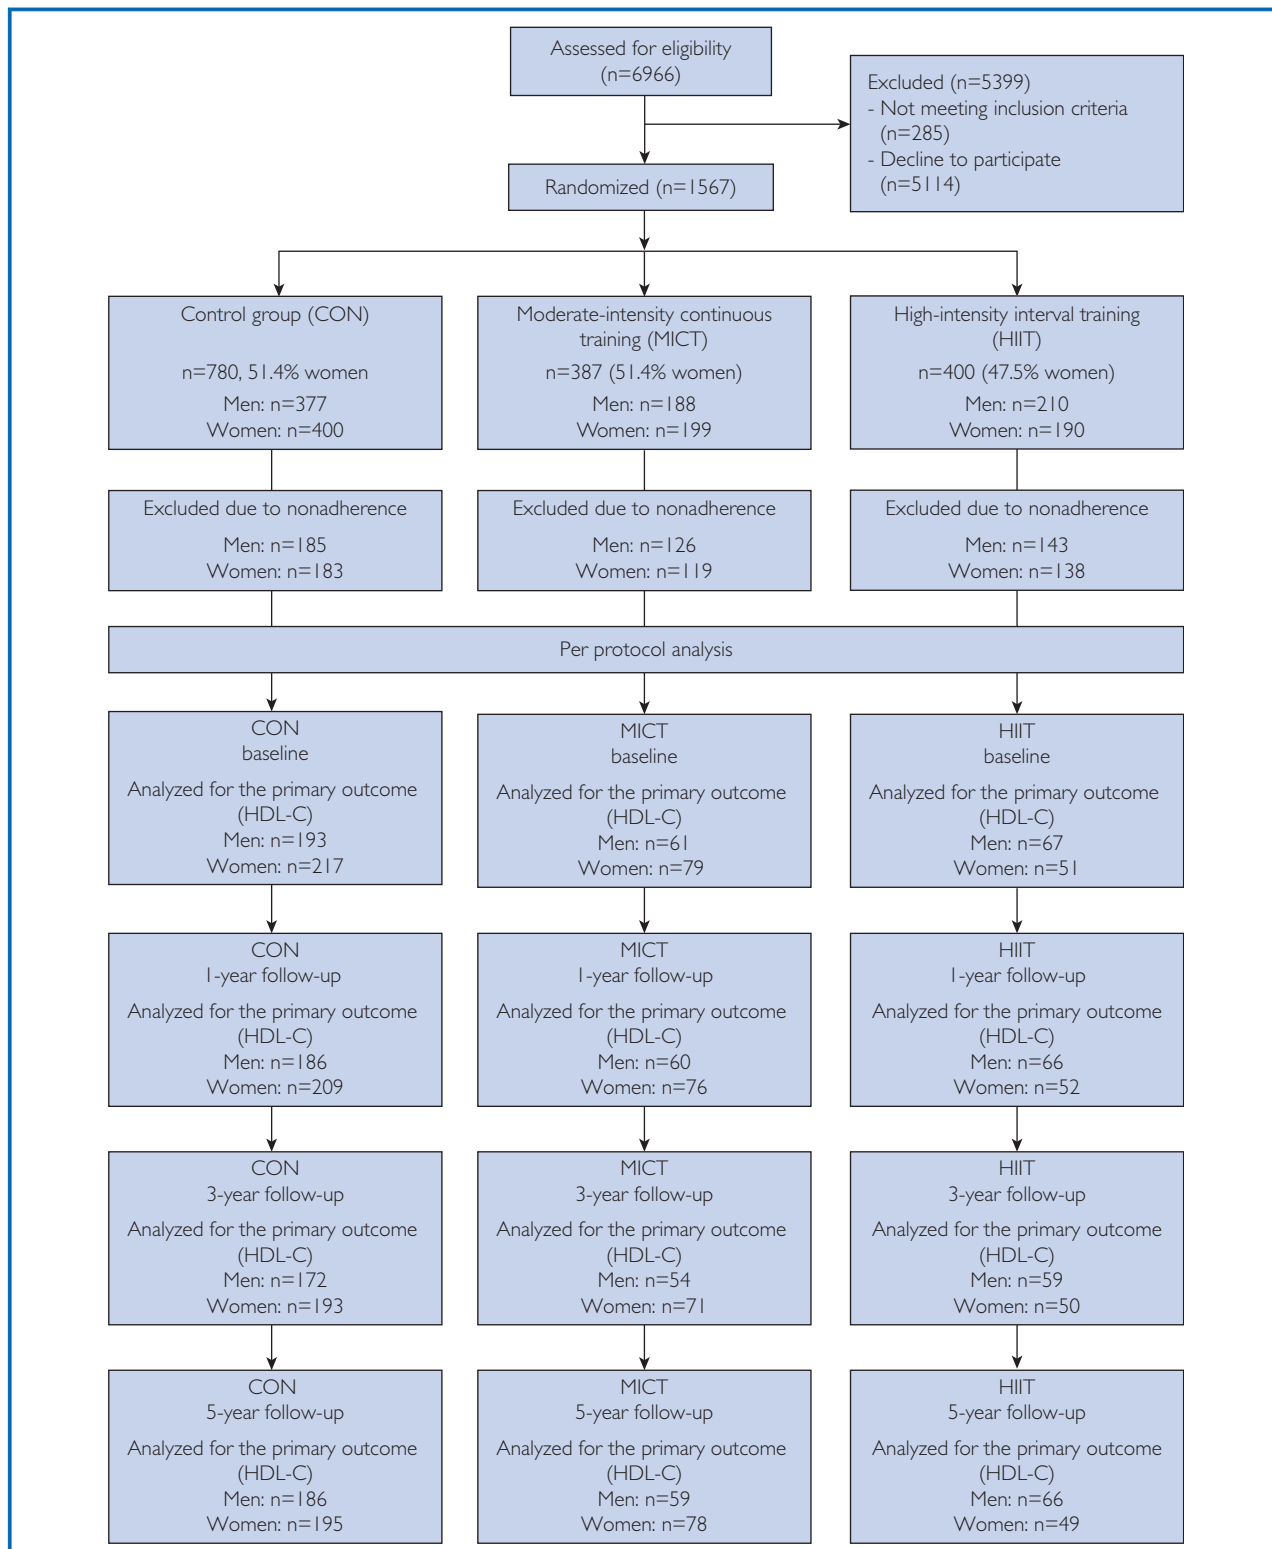 Assessed for eligibility
(n=6966)
Excluded (n=5399)
- Not meeting inclusion criteria
(n=285)
- Decline to participate
(n=5114)
Randomized (n=1567)
Control group (CON)
n=780, 51.4% women
Men: n=377
Women: n=400
Moderate-intensity continuous
training (MICT)
n=387 (51.4% women)
Men: n=188
Women: n=199
High-intensity interval training
(HIIT)
n=400 (47.5% women)
Men: n=210
Women: n=190
Excluded due to nonadherence
Men: n=185
Women: n=183
Excluded due to nonadherence
Men: n=126
Women: n=119
Excluded due to nonadherence
Men: n=143
Women: n=138
Per protocol analysis
CON
baseline
Analyzed for the primary outcome
(HDL-C)
Men: n=193
Women: n=217
MICT
baseline
Analyzed for the primary outcome
(HDL-C)
Men: n=61
Women: n=79
HIIT
baseline
Analyzed for the primary outcome
(HDL-C)
Men: n=67
Women: n=51
CON
1-year follow-up
Analyzed for the primary outcome
(HDL-C)
Men: n=186
Women: n=209
MICT
1-year follow-up
Analyzed for the primary outcome
(HDL-C)
Men: n=60
Women: n=76
HIIT
1-year follow-up
Analyzed for the primary outcome
(HDL-C)
Men: n=66
Women: n=52
CON
3-year follow-up
Analyzed for the primary outcome
(HDL-C)
Men: n=172
Women: n=193
MICT
3-year follow-up
Analyzed for the primary outcome
(HDL-C)
Men: n=54
Women: n=71
HIIT
3-year follow-up
Analyzed for the primary outcome
(HDL-C)
Men: n=59
Women: n=50
CON
5-year follow-up
Analyzed for the primary outcome
(HDL-C)
Men: n=186
Women: n=195
MICT
5-year follow-up
Analyzed for the primary outcome
(HDL-C)
Men: n=59
Women: n=78
HIIT
5-year follow-up
Analyzed for the primary outcome
(HDL-C)
Men: n=66
Women: n=49